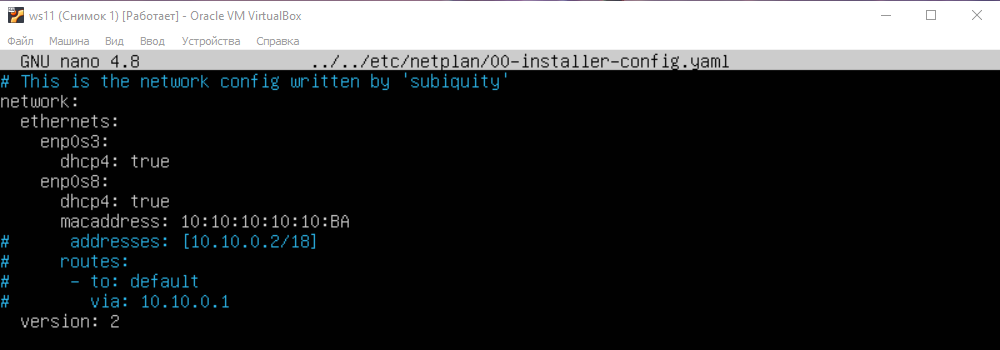 ws11 (Снимок 1) [Работает] - Oracle VM VirtualBox
Файл Машина Вид Ввод Устройства Справка
GNU nano 4.8 ../../etc/netplan/00-installer-config.yaml
# This is the network config written by 'subiquity'
network:
  ethernets:
    enp0s3:
      dhcp4: true
    enp0s8:
      dhcp4: true
      macaddress: 10:10:10:10:10:BA
#      addresses: [10.10.0.2/18]
#     routes:
#      - to: default
#        via: 10.10.0.1
  version: 2